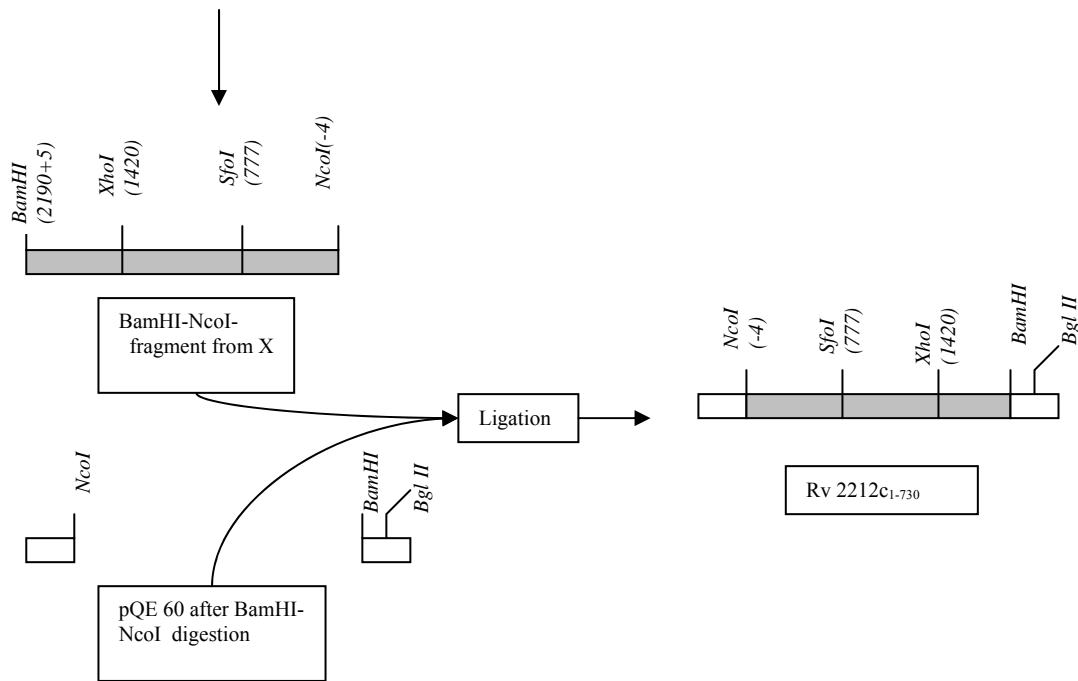 BamHI
(2190+5)
XhoI
(1420)
SfoI
(777)
NcoI(-4)
BamHI-NcoI-
fragment from X
NcoI
(-4)
SfoI
(777)
XhoI
(1420)
BamHI
Bgl II
Ligation
NcoI
BamHI
Bgl II
Rv 2212c₁₋₇₃₀
pQE 60 after BamHI-
NcoI digestion